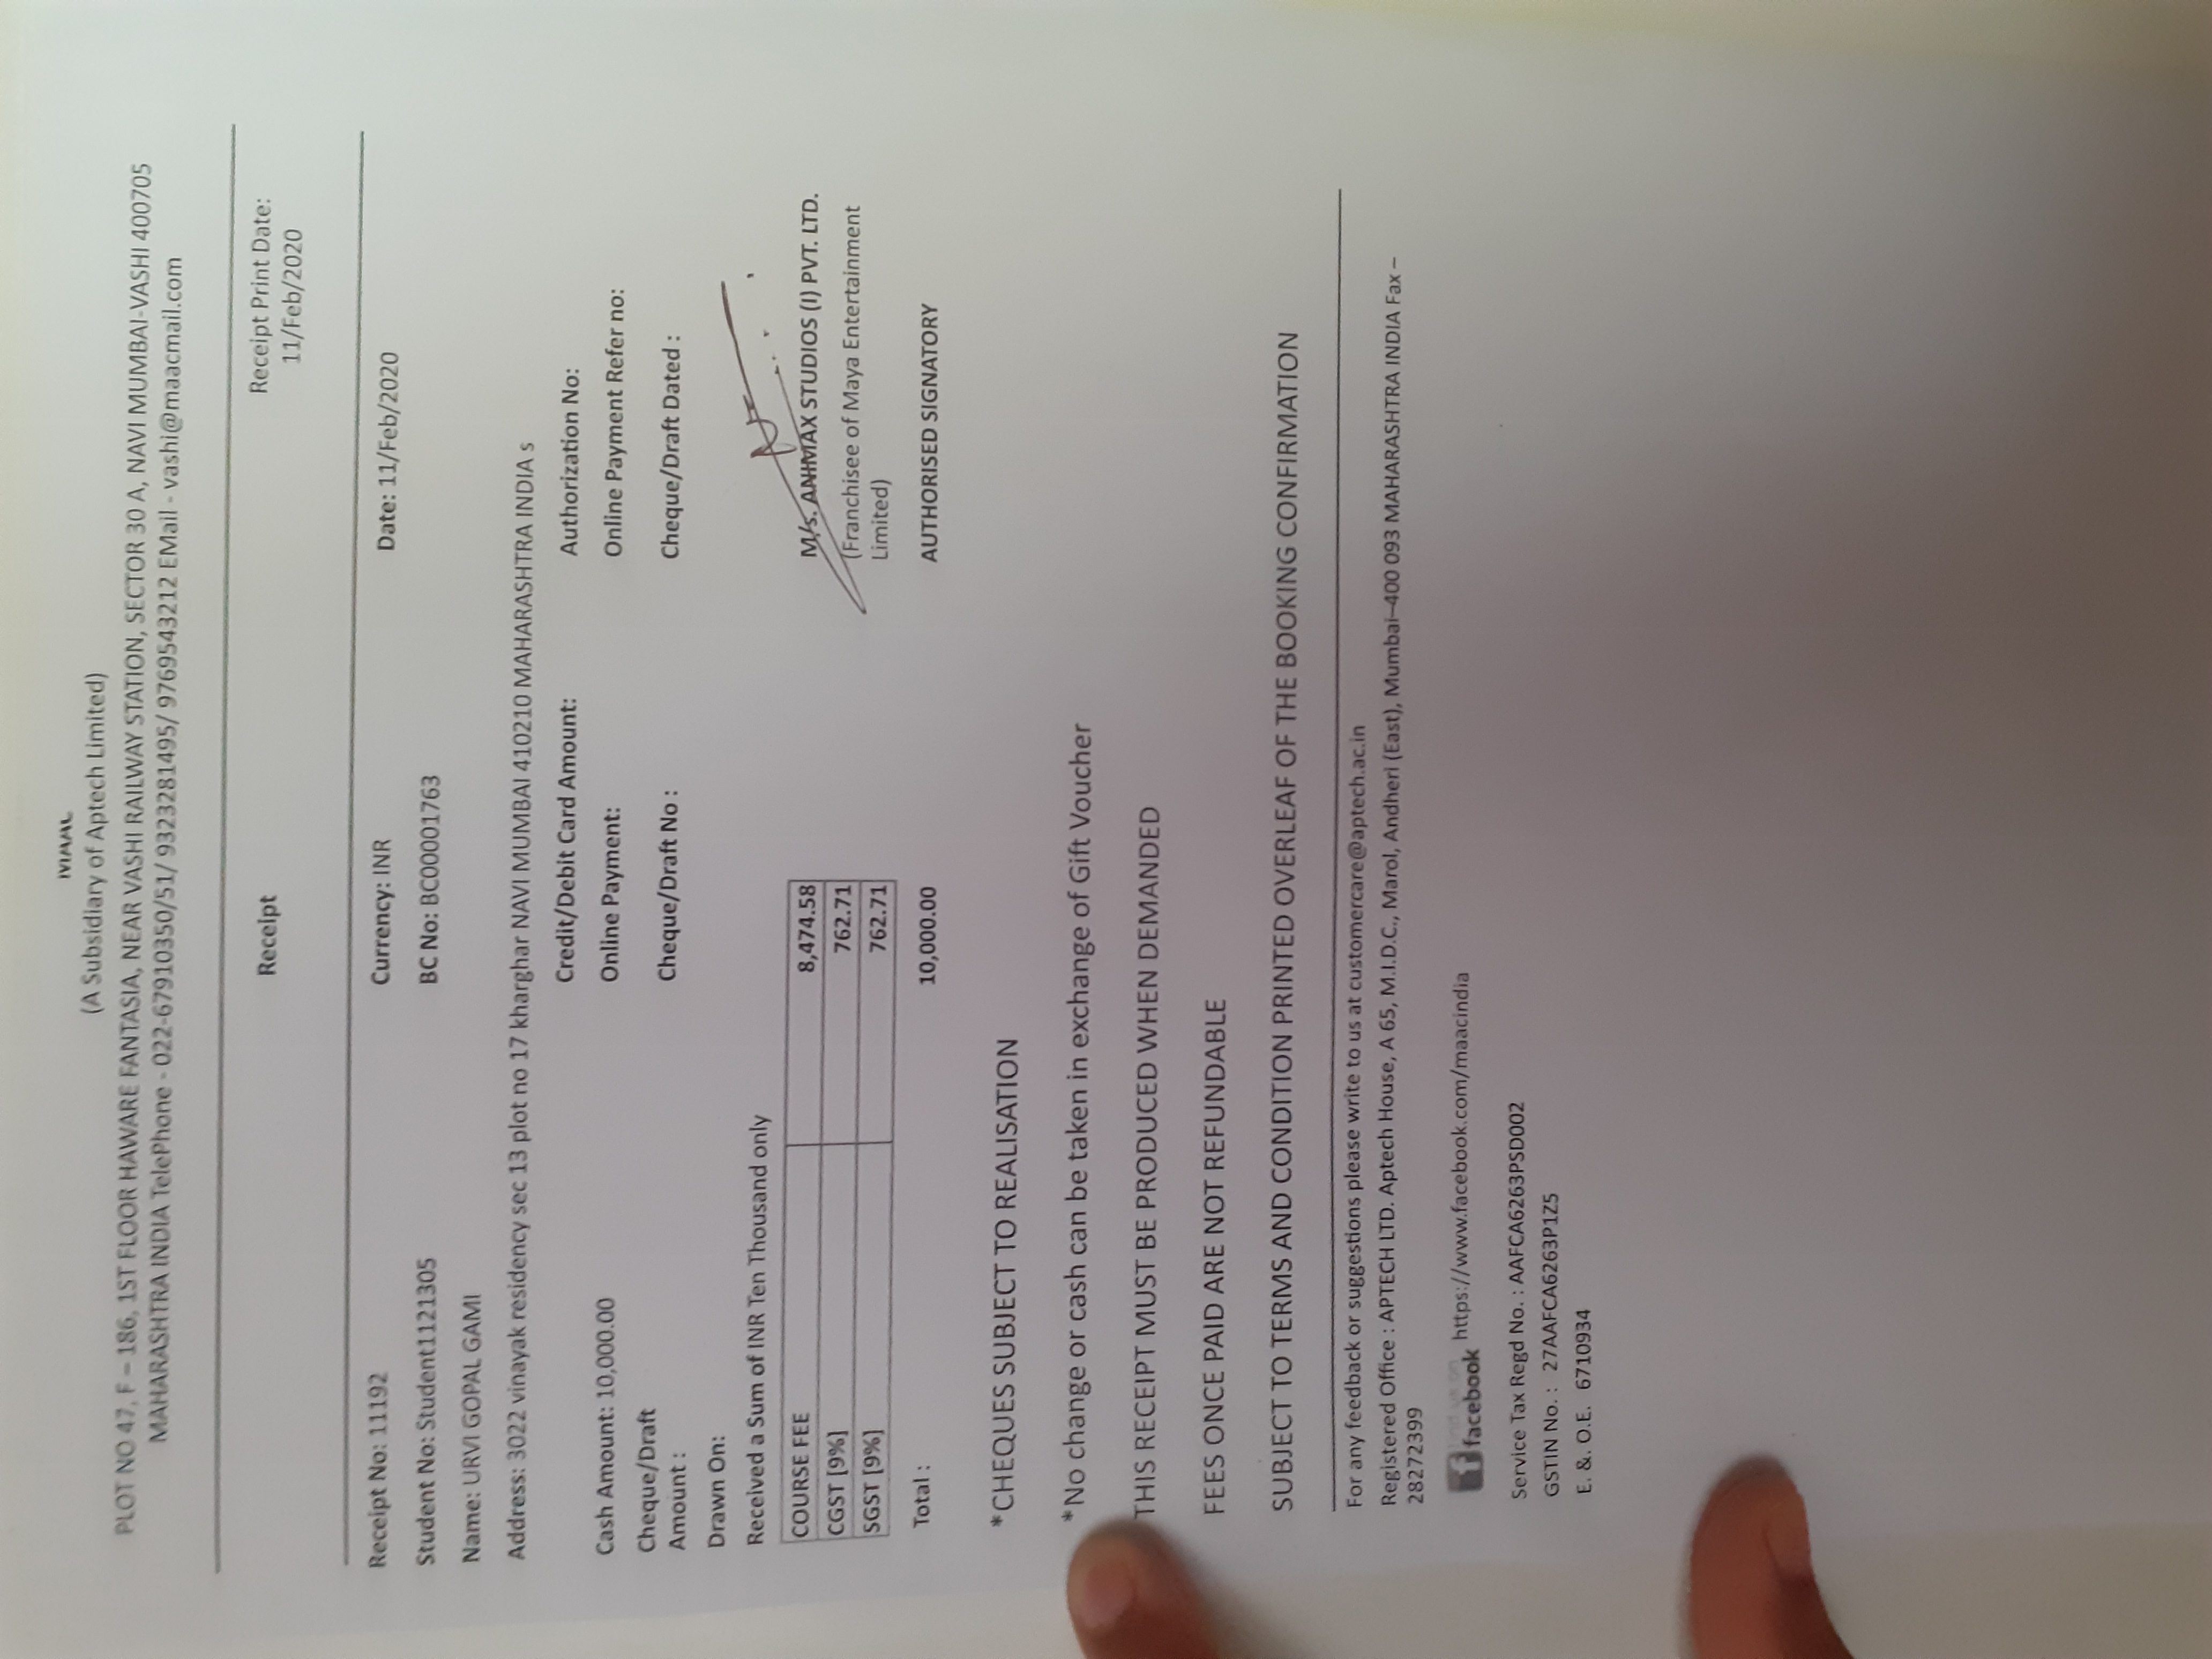 MAAC
(A Subsidiary of Aptech Limited)
PLOT NO 47, F – 186, 1ST FLOOR HAWARE FANTASIA, NEAR VASHI RAILWAY STATION, SECTOR 30 A, NAVI MUMBAI-VASHI 400705
MAHARASHTRA INDIA TelePhone - 022-67910350/51/ 9323281495/ 9769543212 EMail - vashi@maacmail.com
Receipt
Receipt Print Date:
11/Feb/2020
Receipt No: 11192 Currency: INR Date: 11/Feb/2020
Student No: Student1121305 BC No: BC00001763
Name: URVI GOPAL GAMI
Address: 3022 vinayak residency sec 13 plot no 17 kharghar NAVI MUMBAI 410210 MAHARASHTRA INDIA s
Credit/Debit Card Amount: Authorization No:
Cash Amount: 10,000.00 Online Payment: Online Payment Refer no:
Cheque/Draft
Amount : Cheque/Draft No : Cheque/Draft Dated :
Drawn On:
Received a Sum of INR Ten Thousand only
COURSE FEE 8,474.58
CGST [9%] 762.71
SGST [9%] 762.71
Total : 10,000.00
M/s. ANIMAX STUDIOS (I) PVT. LTD.
(Franchisee of Maya Entertainment
Limited)
AUTHORISED SIGNATORY
*CHEQUES SUBJECT TO REALISATION
*No change or cash can be taken in exchange of Gift Voucher
THIS RECEIPT MUST BE PRODUCED WHEN DEMANDED
FEES ONCE PAID ARE NOT REFUNDABLE
SUBJECT TO TERMS AND CONDITION PRINTED OVERLEAF OF THE BOOKING CONFIRMATION
For any feedback or suggestions please write to us at customercare@aptech.ac.in
Registered Office : APTECH LTD. Aptech House, A 65, M.I.D.C., Marol, Andheri (East), Mumbai–400 093 MAHARASHTRA INDIA Fax –
28272399
find us on
facebook https://www.facebook.com/maacindia
Service Tax Regd No. : AAFCA6263PSD002
GSTIN No. : 27AAFCA6263P1Z5
E. &. O.E. 6710934